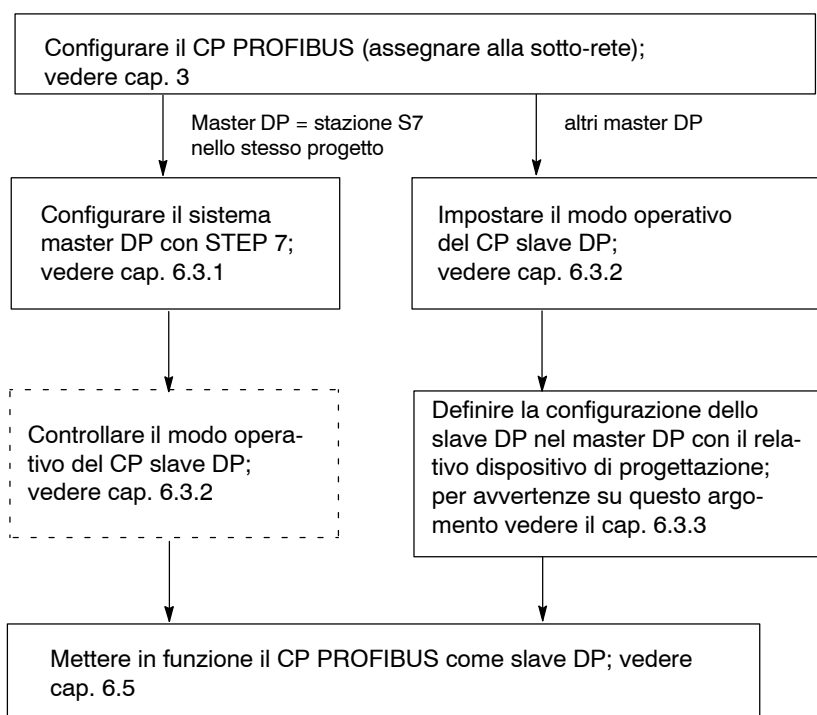 Configurare il CP PROFIBUS (assegnare alla sotto-rete);
vedere cap. 3
Master DP = stazione S7
nello stesso progetto
altri master DP
Configurare il sistema
master DP con STEP 7;
vedere cap. 6.3.1
Impostare il modo operativo
del CP slave DP;
vedere cap. 6.3.2
Controllare il modo opera-
tivo del CP slave DP;
vedere cap. 6.3.2
Definire la configurazione dello
slave DP nel master DP con il rela-
tivo dispositivo di progettazione;
per avvertenze su questo argo-
mento vedere il cap. 6.3.3
Mettere in funzione il CP PROFIBUS come slave DP; vedere
cap. 6.5